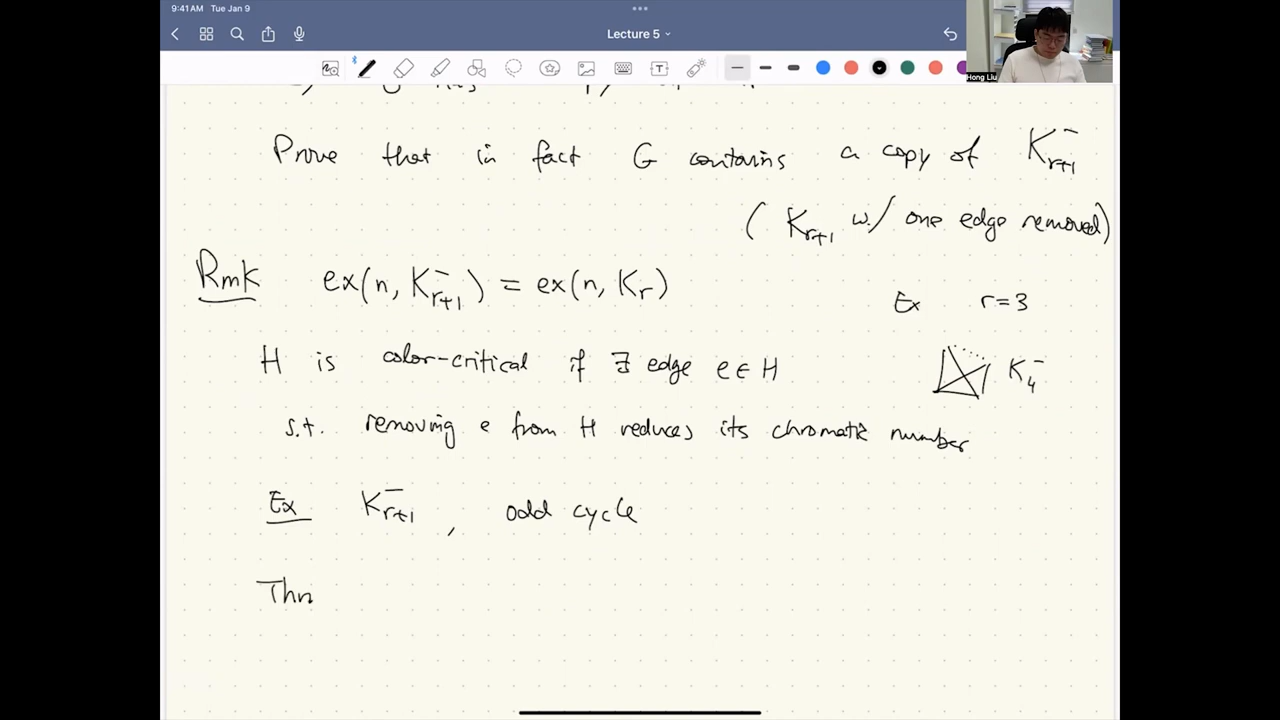 9:41 AM Tue Jan 9
Lecture 5
Hong Liu
Prove that in fact G contains a copy of K_{r+1}^-
( K_{r+1} w/ one edge removed)
Rmk ex(n, K_{r+1}^-) = ex(n, K_r)
Ex r=3
H is color-critical if ∃ edge e ∈ H
K_4^-
s.t. removing e from H reduces its chromatic number
Ex K_{r+1}^- , odd cycle
Thm